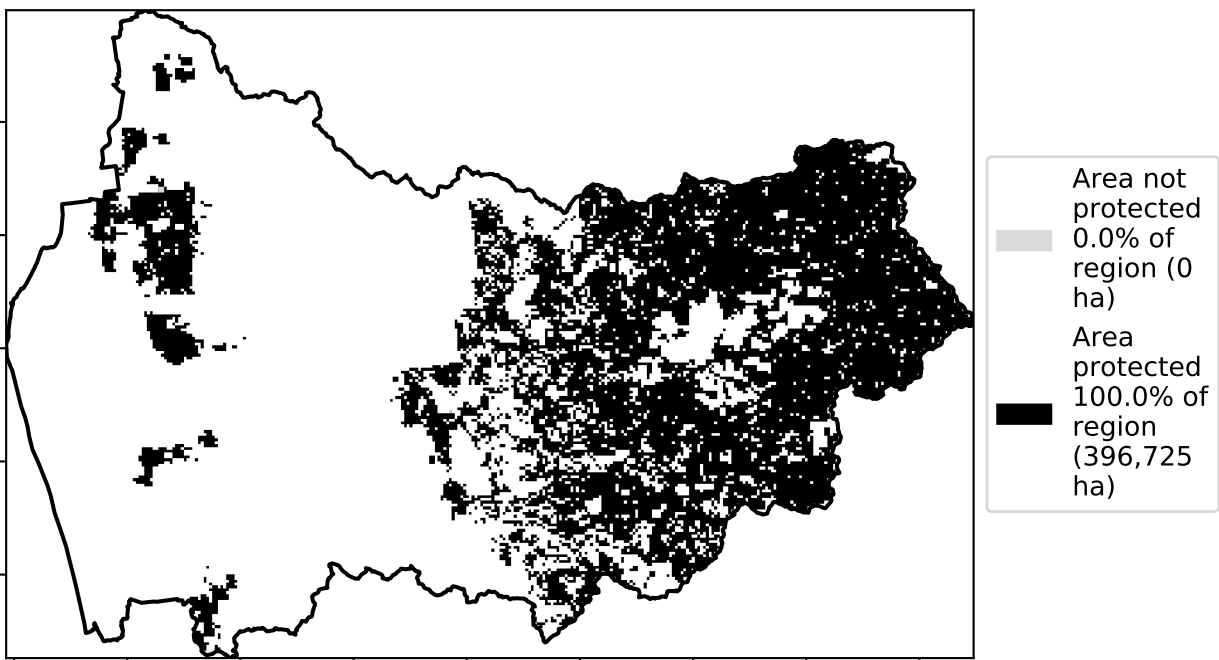 Area not
protected
0.0% of
region (0
ha)
Area
protected
100.0% of
region
(396,725
ha)